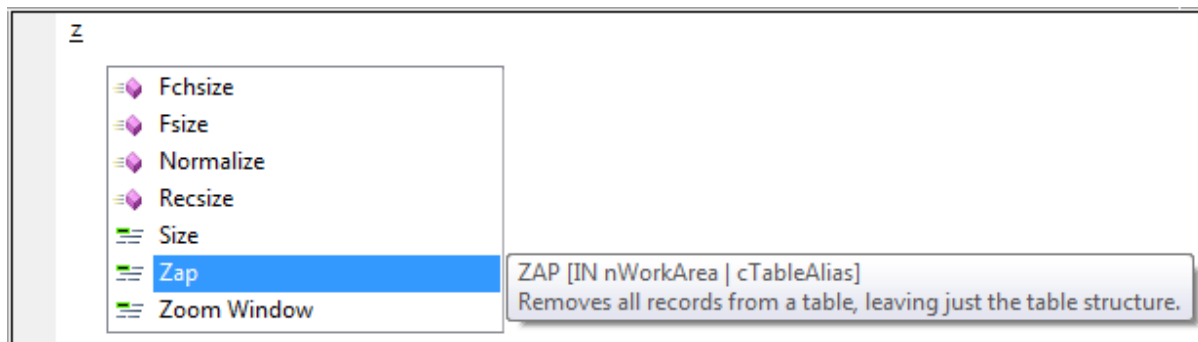 z
Fchsize
Fsize
Normalize
Recsize
Size
Zap
ZAP [IN nWorkArea | cTableAlias]
Removes all records from a table, leaving just the table structure.
Zoom Window